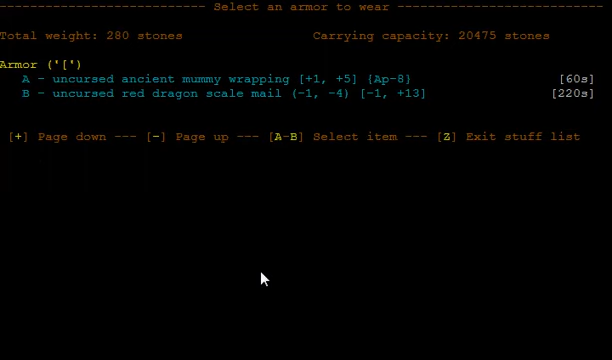 -------------------------- Select an armor to wear --------------------------
Total weight: 280 stones Carrying capacity: 20475 stones
Armor ('[')
A - uncursed ancient mummy wrapping [+1, +5] {Ap-8} [60s]
B - uncursed red dragon scale mail (-1, -4) [-1, +13] [220s]
[+] Page down --- [-] Page up --- [A-B] Select item --- [Z] Exit stuff list